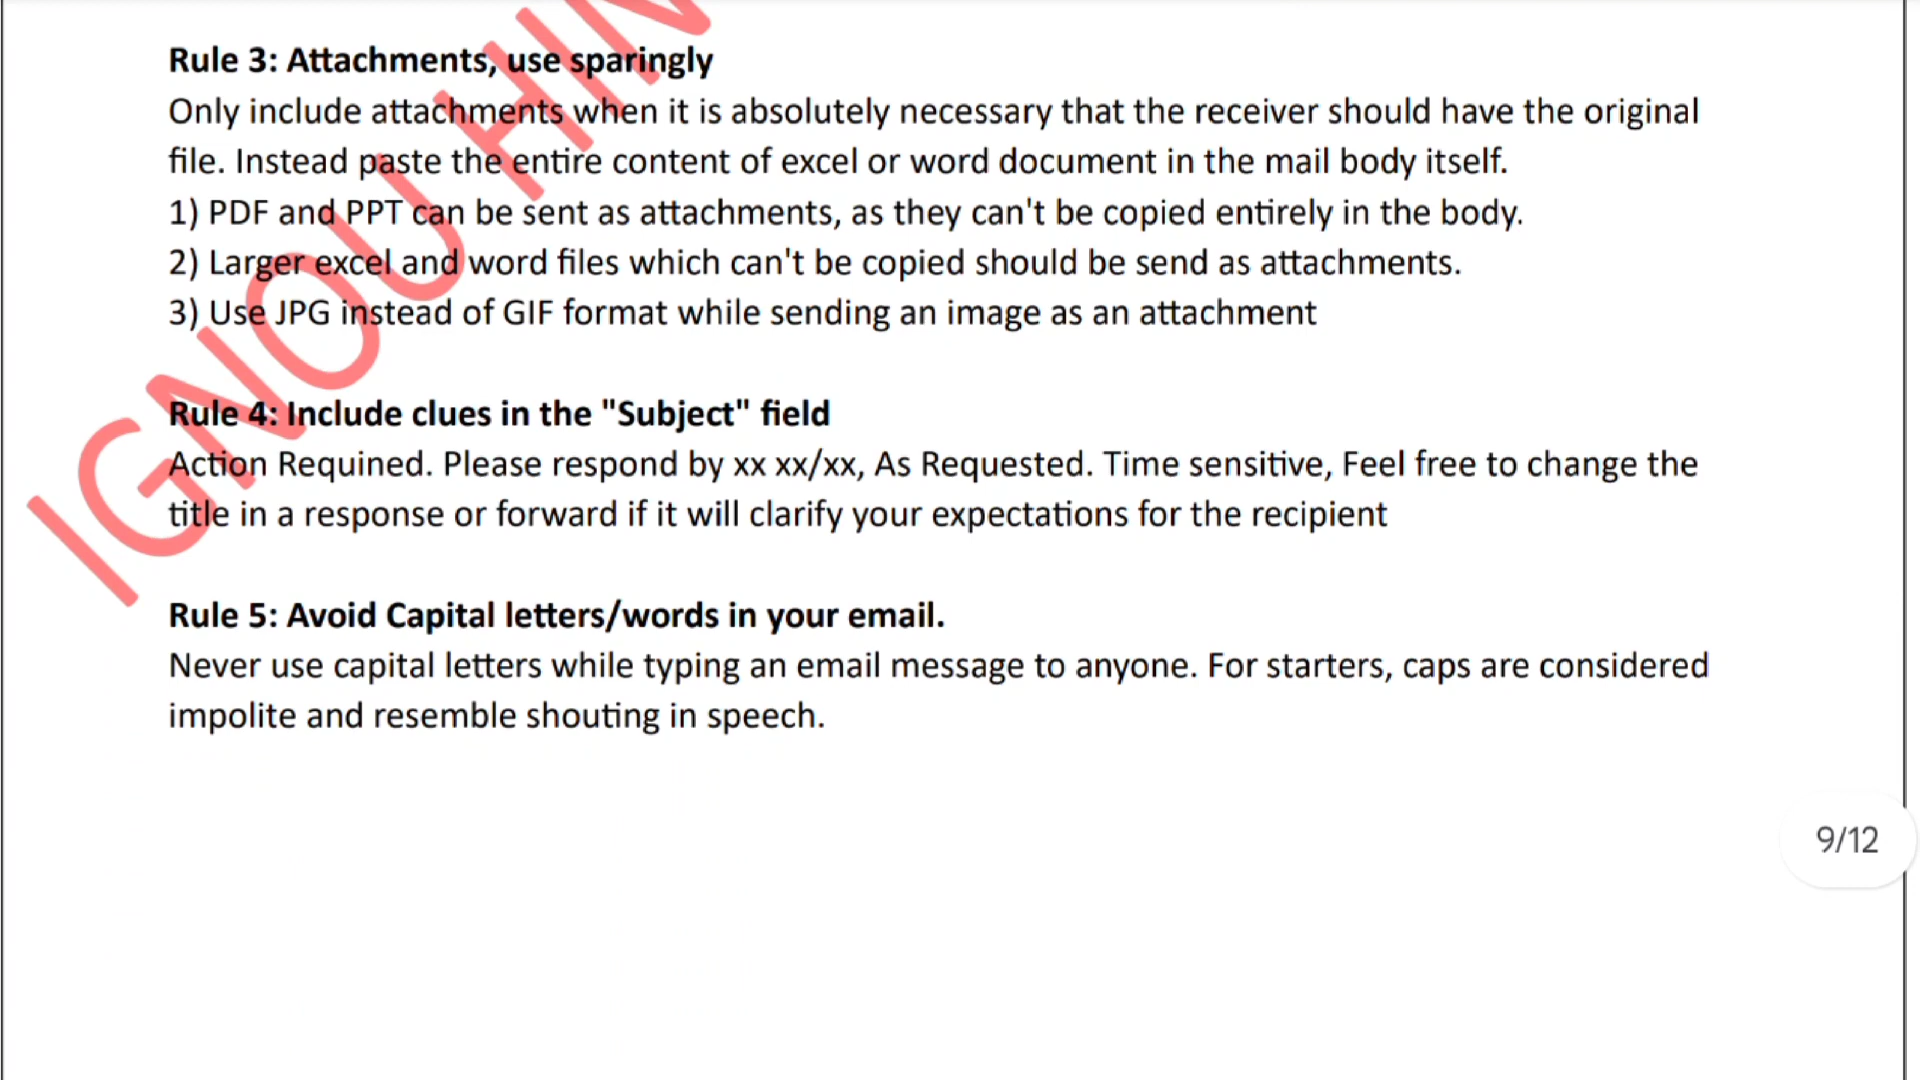 Rule 3: Attachments, use sparingly
Only include attachments when it is absolutely necessary that the receiver should have the original
file. Instead paste the entire content of excel or word document in the mail body itself.
1) PDF and PPT can be sent as attachments, as they can't be copied entirely in the body.
2) Larger excel and word files which can't be copied should be send as attachments.
3) Use JPG instead of GIF format while sending an image as an attachment
Rule 4: Include clues in the "Subject" field
Action Requined. Please respond by xx xx/xx, As Requested. Time sensitive, Feel free to change the
title in a response or forward if it will clarify your expectations for the recipient
Rule 5: Avoid Capital letters/words in your email.
Never use capital letters while typing an email message to anyone. For starters, caps are considered
impolite and resemble shouting in speech.
9/12
IGNOU